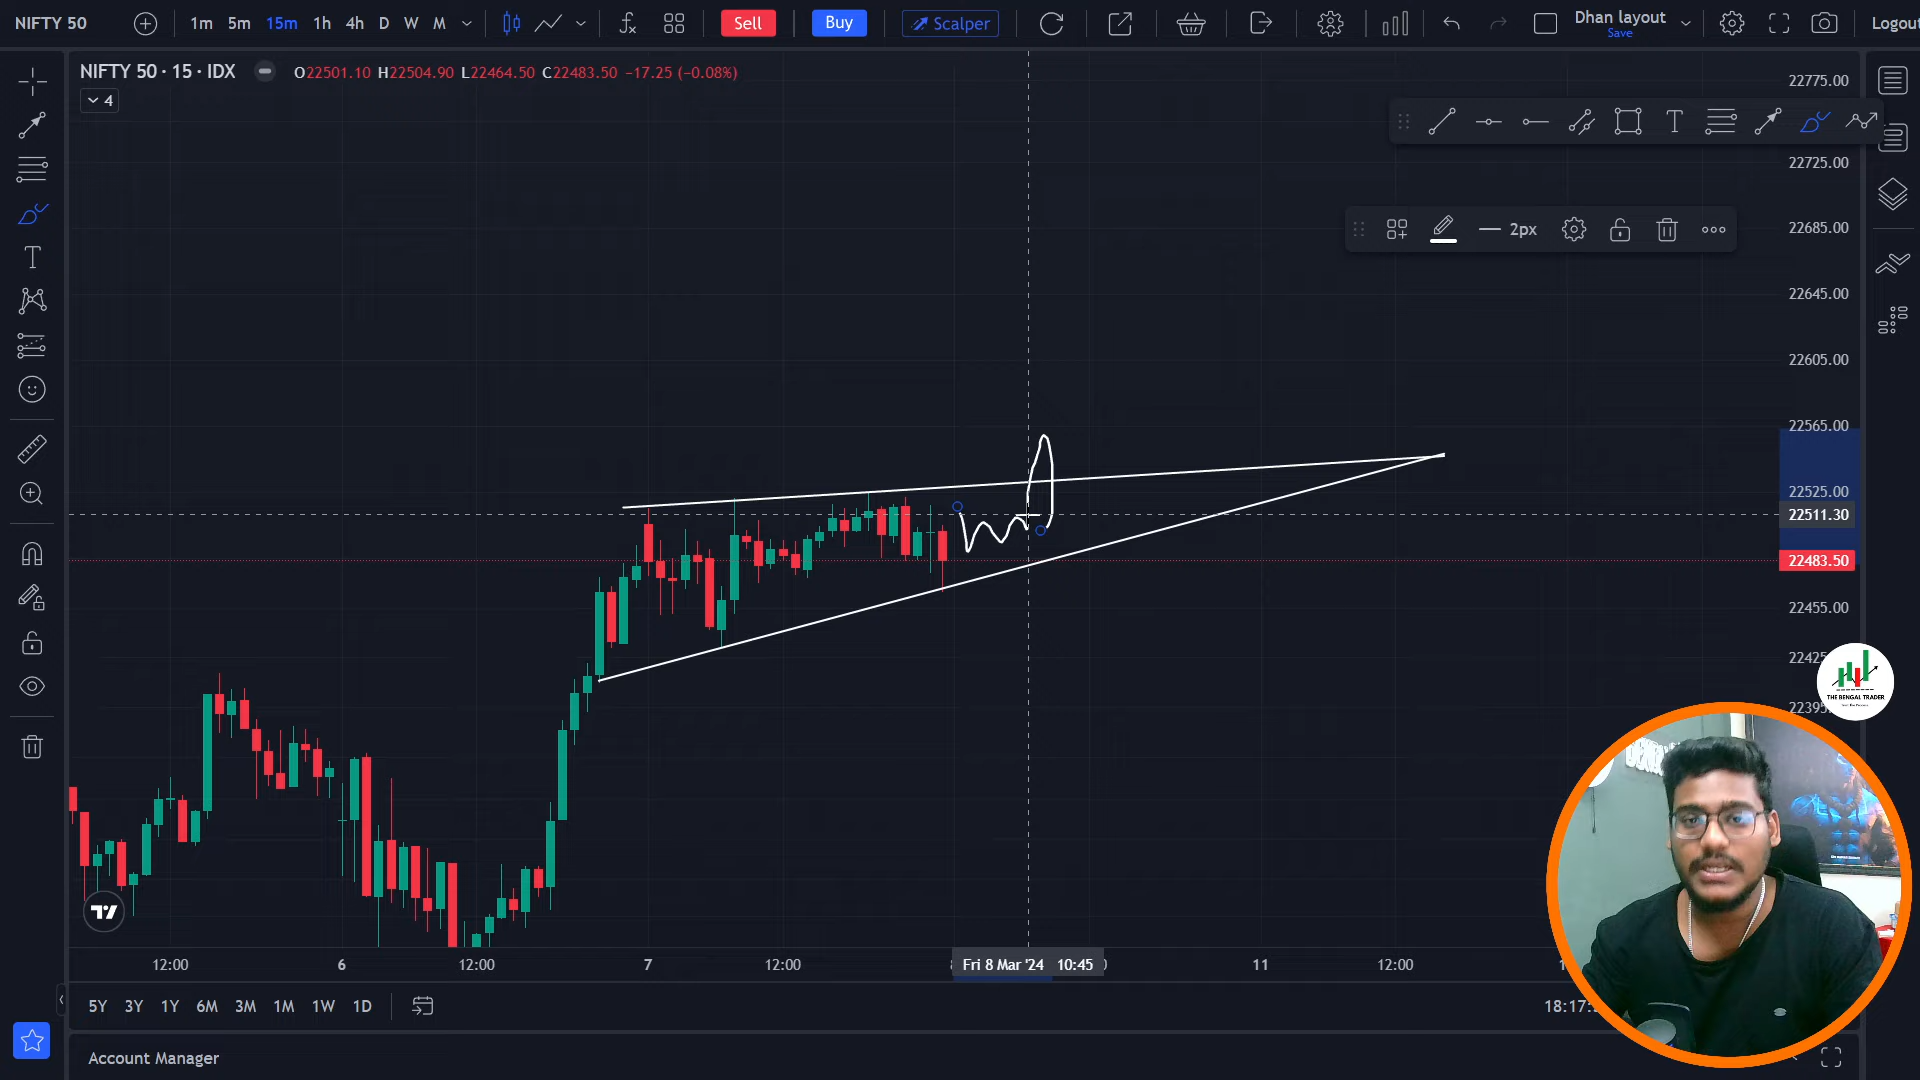 NIFTY 50
1m 5m 15m 1h 4h D W M
Sell
Buy
Scalper
Dhan layout
Save
Logout
NIFTY 50 · 15 · IDX
O22501.10 H22504.90 L22464.50 C22483.50 −17.25 (−0.08%)
4
2px
22775.00
22725.00
22685.00
22645.00
22605.00
22565.00
22525.00
22511.30
22483.50
22455.00
22425
22395
THE BENGAL TRADER
12:00 6 12:00 7 12:00 Fri 8 Mar '24 10:45 11 12:00
5Y 3Y 1Y 6M 3M 1M 1W 1D
18:17:
Account Manager